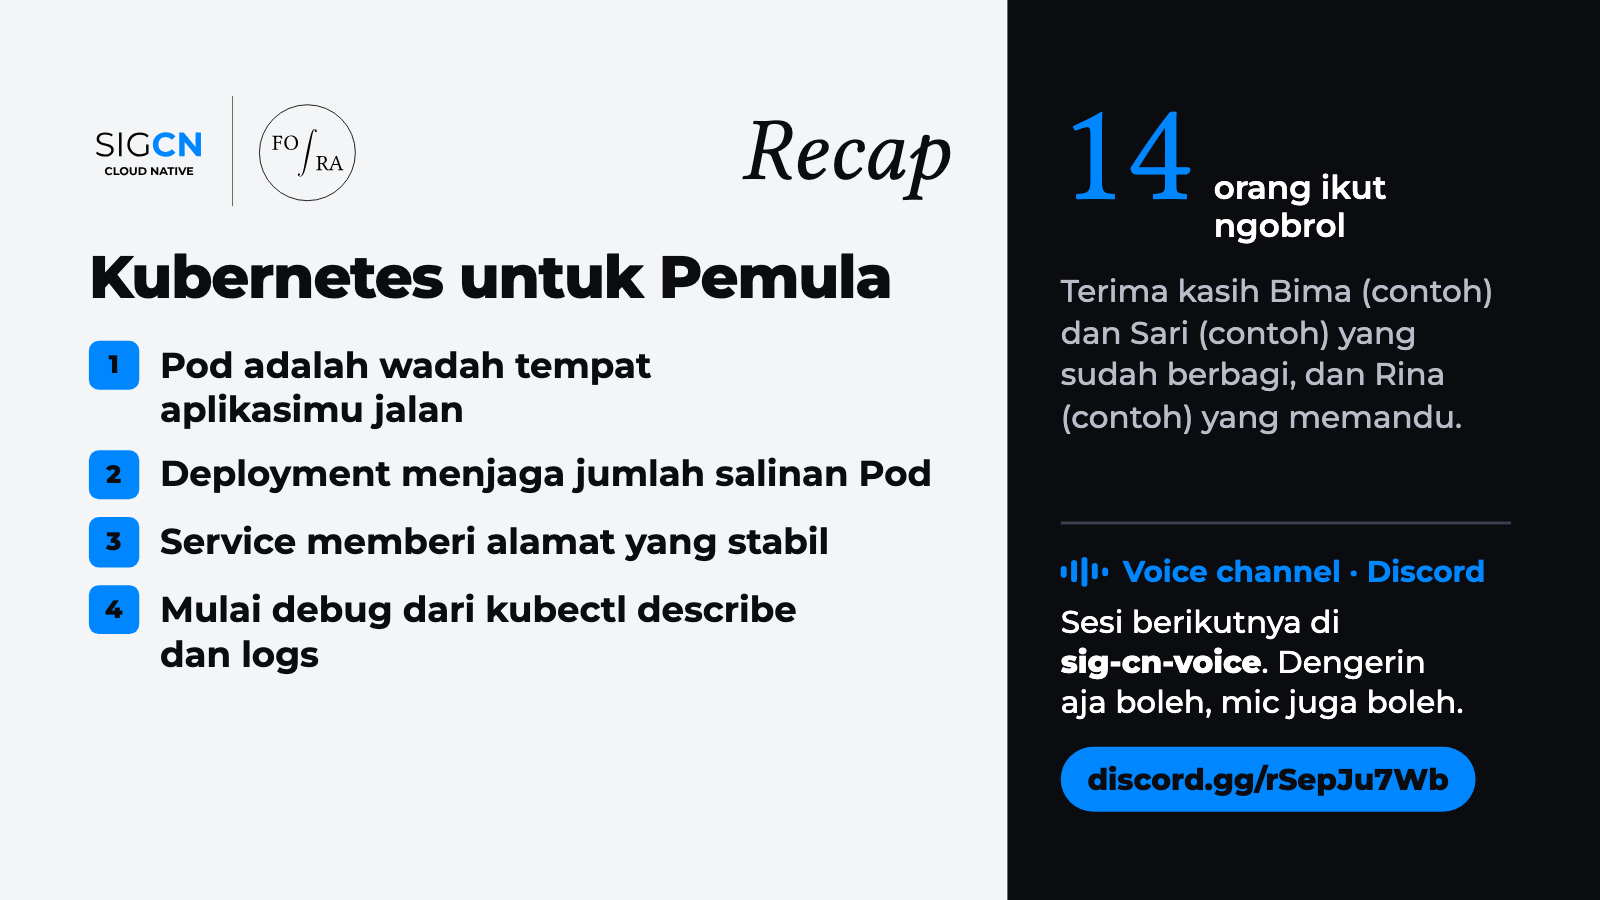 SIGCN
CLOUD NATIVE
FO
RA
Recap
Kubernetes untuk Pemula
1
Pod adalah wadah tempat
aplikasimu jalan
2
Deployment menjaga jumlah salinan Pod
3
Service memberi alamat yang stabil
4
Mulai debug dari kubectl describe
dan logs
14
orang ikut
ngobrol
Terima kasih Bima (contoh)
dan Sari (contoh) yang
sudah berbagi, dan Rina
(contoh) yang memandu.
Voice channel · Discord
Sesi berikutnya di
sig-cn-voice. Dengerin
aja boleh, mic juga boleh.
discord.gg/rSepJu7Wb